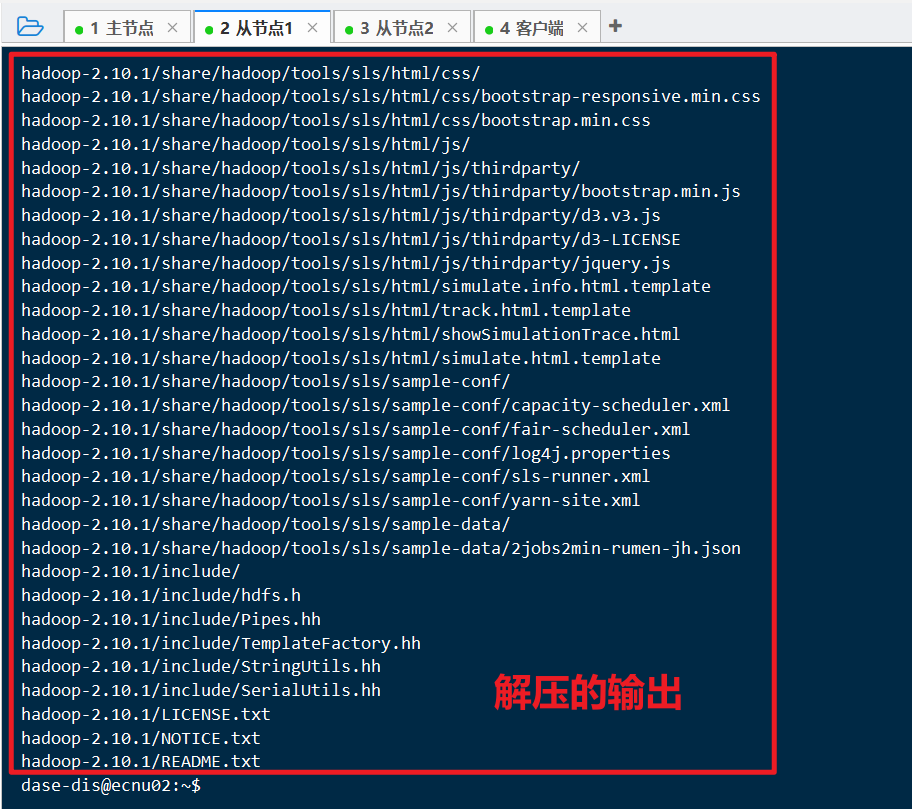 1 主节点 × 2 从节点1 × 3 从节点2 × 4 客户端 × +
hadoop-2.10.1/share/hadoop/tools/sls/html/css/
hadoop-2.10.1/share/hadoop/tools/sls/html/css/bootstrap-responsive.min.css
hadoop-2.10.1/share/hadoop/tools/sls/html/css/bootstrap.min.css
hadoop-2.10.1/share/hadoop/tools/sls/html/js/
hadoop-2.10.1/share/hadoop/tools/sls/html/js/thirdparty/
hadoop-2.10.1/share/hadoop/tools/sls/html/js/thirdparty/bootstrap.min.js
hadoop-2.10.1/share/hadoop/tools/sls/html/js/thirdparty/d3.v3.js
hadoop-2.10.1/share/hadoop/tools/sls/html/js/thirdparty/d3-LICENSE
hadoop-2.10.1/share/hadoop/tools/sls/html/js/thirdparty/jquery.js
hadoop-2.10.1/share/hadoop/tools/sls/html/simulate.info.html.template
hadoop-2.10.1/share/hadoop/tools/sls/html/track.html.template
hadoop-2.10.1/share/hadoop/tools/sls/html/showSimulationTrace.html
hadoop-2.10.1/share/hadoop/tools/sls/html/simulate.html.template
hadoop-2.10.1/share/hadoop/tools/sls/sample-conf/
hadoop-2.10.1/share/hadoop/tools/sls/sample-conf/capacity-scheduler.xml
hadoop-2.10.1/share/hadoop/tools/sls/sample-conf/fair-scheduler.xml
hadoop-2.10.1/share/hadoop/tools/sls/sample-conf/log4j.properties
hadoop-2.10.1/share/hadoop/tools/sls/sample-conf/sls-runner.xml
hadoop-2.10.1/share/hadoop/tools/sls/sample-conf/yarn-site.xml
hadoop-2.10.1/share/hadoop/tools/sls/sample-data/
hadoop-2.10.1/share/hadoop/tools/sls/sample-data/2jobs2min-rumen-jh.json
hadoop-2.10.1/include/
hadoop-2.10.1/include/hdfs.h
hadoop-2.10.1/include/Pipes.hh
hadoop-2.10.1/include/TemplateFactory.hh
hadoop-2.10.1/include/StringUtils.hh
hadoop-2.10.1/include/SerialUtils.hh
解压的输出
hadoop-2.10.1/LICENSE.txt
hadoop-2.10.1/NOTICE.txt
hadoop-2.10.1/README.txt
dase-dis@ecnu02:~$